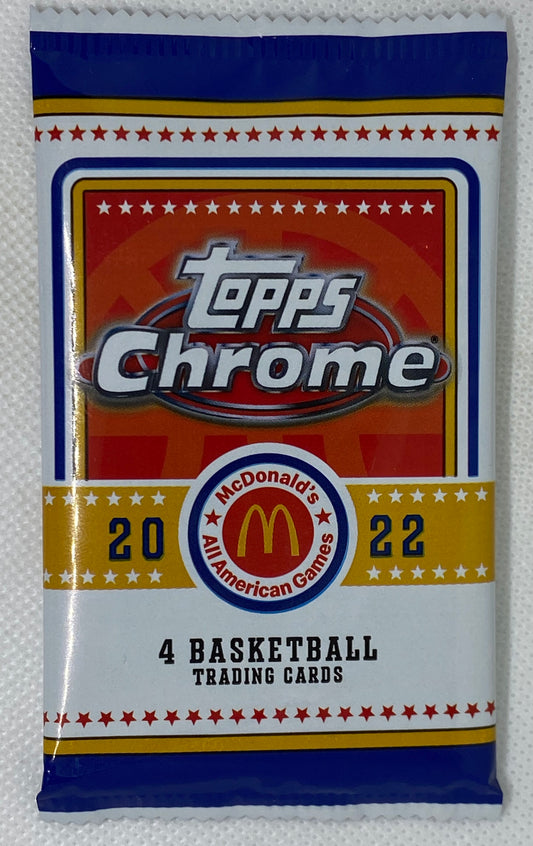 topps
Chrome®
20 McDonald's All American Games 22
4 BASKETBALL
TRADING CARDS